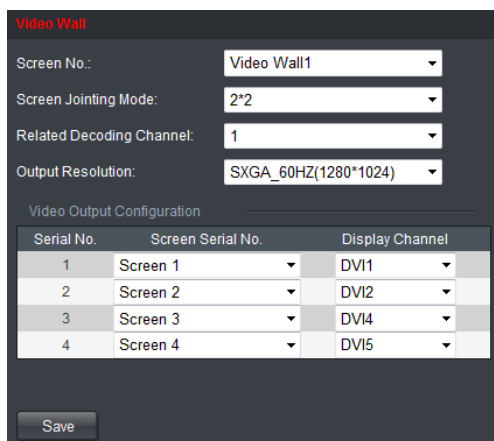 Video Wall
Screen No.: Video Wall1
Screen Jointing Mode: 2*2
Related Decoding Channel: 1
Output Resolution: SXGA_60HZ(1280*1024)
Video Output Configuration
Serial No. Screen Serial No. Display Channel
1 Screen 1 DVI1
2 Screen 2 DVI2
3 Screen 3 DVI4
4 Screen 4 DVI5
Save